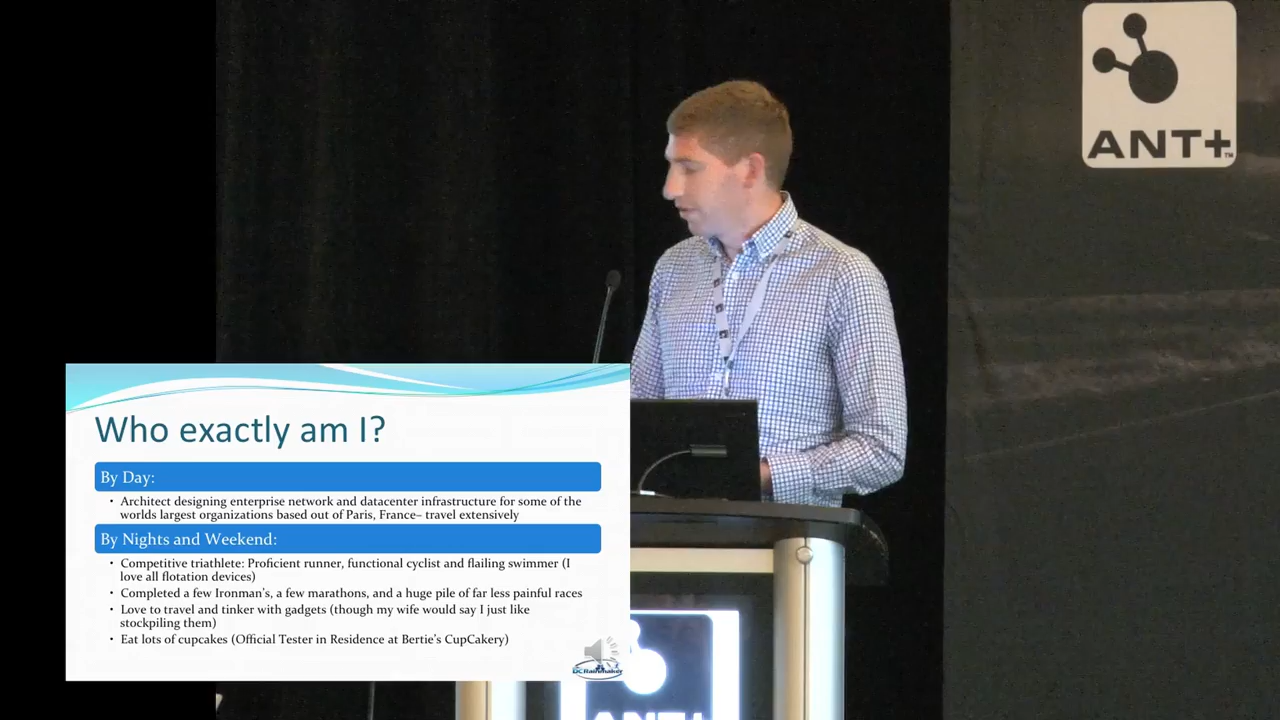 ANT+
TM
Who exactly am I?
By Day:
• Architect designing enterprise network and datacenter infrastructure for some of the
worlds largest organizations based out of Paris, France– travel extensively
By Nights and Weekend:
• Competitive triathlete: Proficient runner, functional cyclist and flailing swimmer (I
love all flotation devices)
• Completed a few Ironman's, a few marathons, and a huge pile of far less painful races
• Love to travel and tinker with gadgets (though my wife would say I just like
stockpiling them)
• Eat lots of cupcakes (Official Tester in Residence at Bertie's CupCakery)
DCRainmaker
ANT+